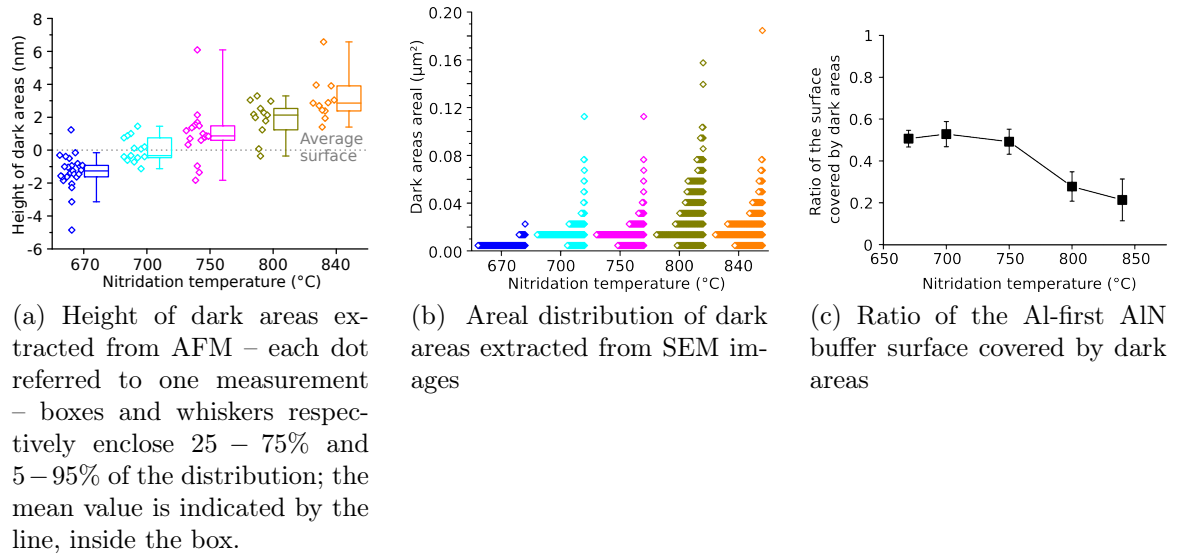 8
6
4
2
0
-2
-4
-6
Height of dark areas (nm)
Average
surface
670 700 750 800 840
Nitridation temperature (°C)
0.20
0.16
0.12
0.08
0.04
0.00
Dark areas areal (µm²)
670 700 750 800 840
Nitridation temperature (°C)
1
0.8
0.6
0.4
0.2
0
Ratio of the surface
covered by dark areas
650 700 750 800 850
Nitridation temperature (°C)
(a) Height of dark areas ex-
tracted from AFM – each dot
referred to one measurement
– boxes and whiskers respec-
tively enclose 25 – 75% and
5–95% of the distribution; the
mean value is indicated by the
line, inside the box.
(b) Areal distribution of dark
areas extracted from SEM im-
ages
(c) Ratio of the Al-first AlN
buffer surface covered by dark
areas